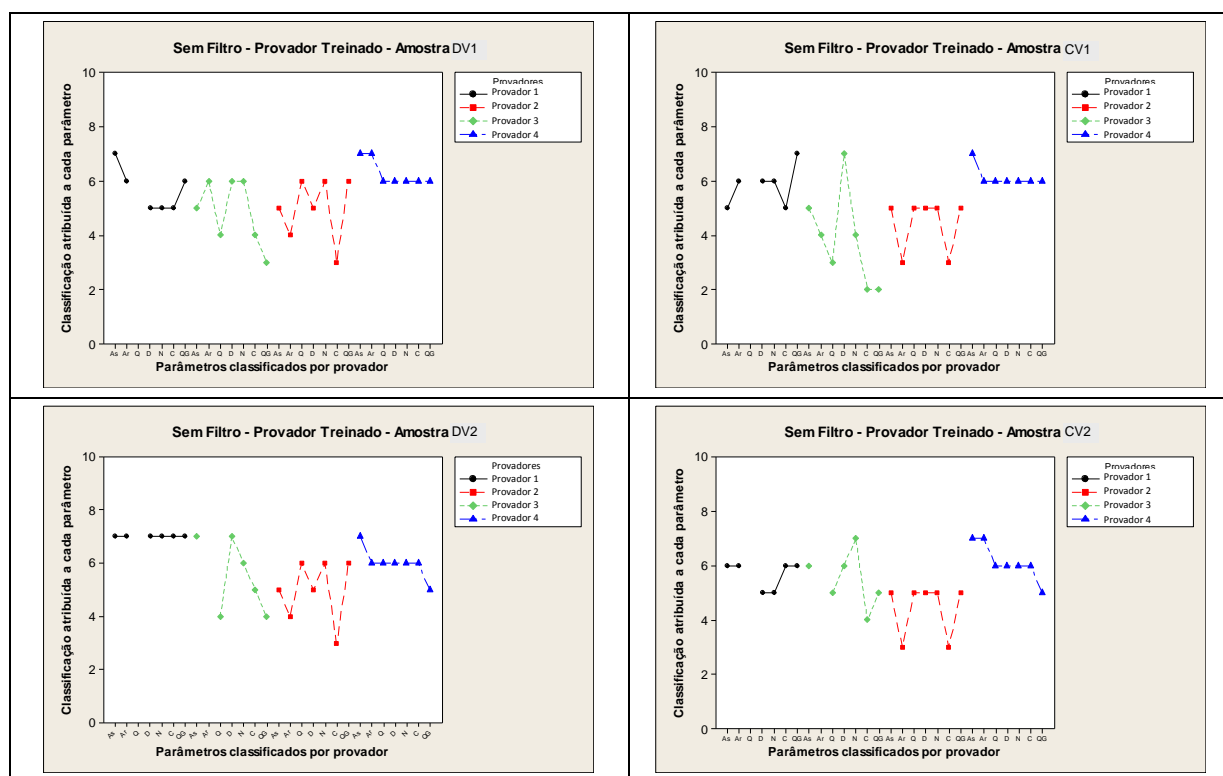 Sem Filtro - Provador Treinado - Amostra DV1
10
8
6
4
2
0
Classificação atribuída a cada parâmetro
As Ar Q D N C QG As Ar Q D N C QG As Ar Q D N C QG As Ar Q D N C QG
Parâmetros classificados por provador
Provadores
Provador 1
Provador 2
Provador 3
Provador 4
Sem Filtro - Provador Treinado - Amostra CV1
10
8
6
4
2
0
Classificação atribuída a cada parâmetro
As Ar Q D N C QG As Ar Q D N C QG As Ar Q D N C QG As Ar Q D N C QG
Parâmetros classificados por provador
Provadores
Provador 1
Provador 2
Provador 3
Provador 4
Sem Filtro - Provador Treinado - Amostra DV2
10
8
6
4
2
0
Classificação atribuída a cada parâmetro
As Ar Q D N C QG As Ar Q D N C QG As Ar Q D N C QG As Ar Q D N C QG
Parâmetros classificados por provador
Provadores
Provador 1
Provador 2
Provador 3
Provador 4
Sem Filtro - Provador Treinado - Amostra CV2
10
8
6
4
2
0
Classificação atribuída a cada parâmetro
As Ar Q D N C QG As Ar Q D N C QG As Ar Q D N C QG As Ar Q D N C QG
Parâmetros classificados por provador
Provadores
Provador 1
Provador 2
Provador 3
Provador 4